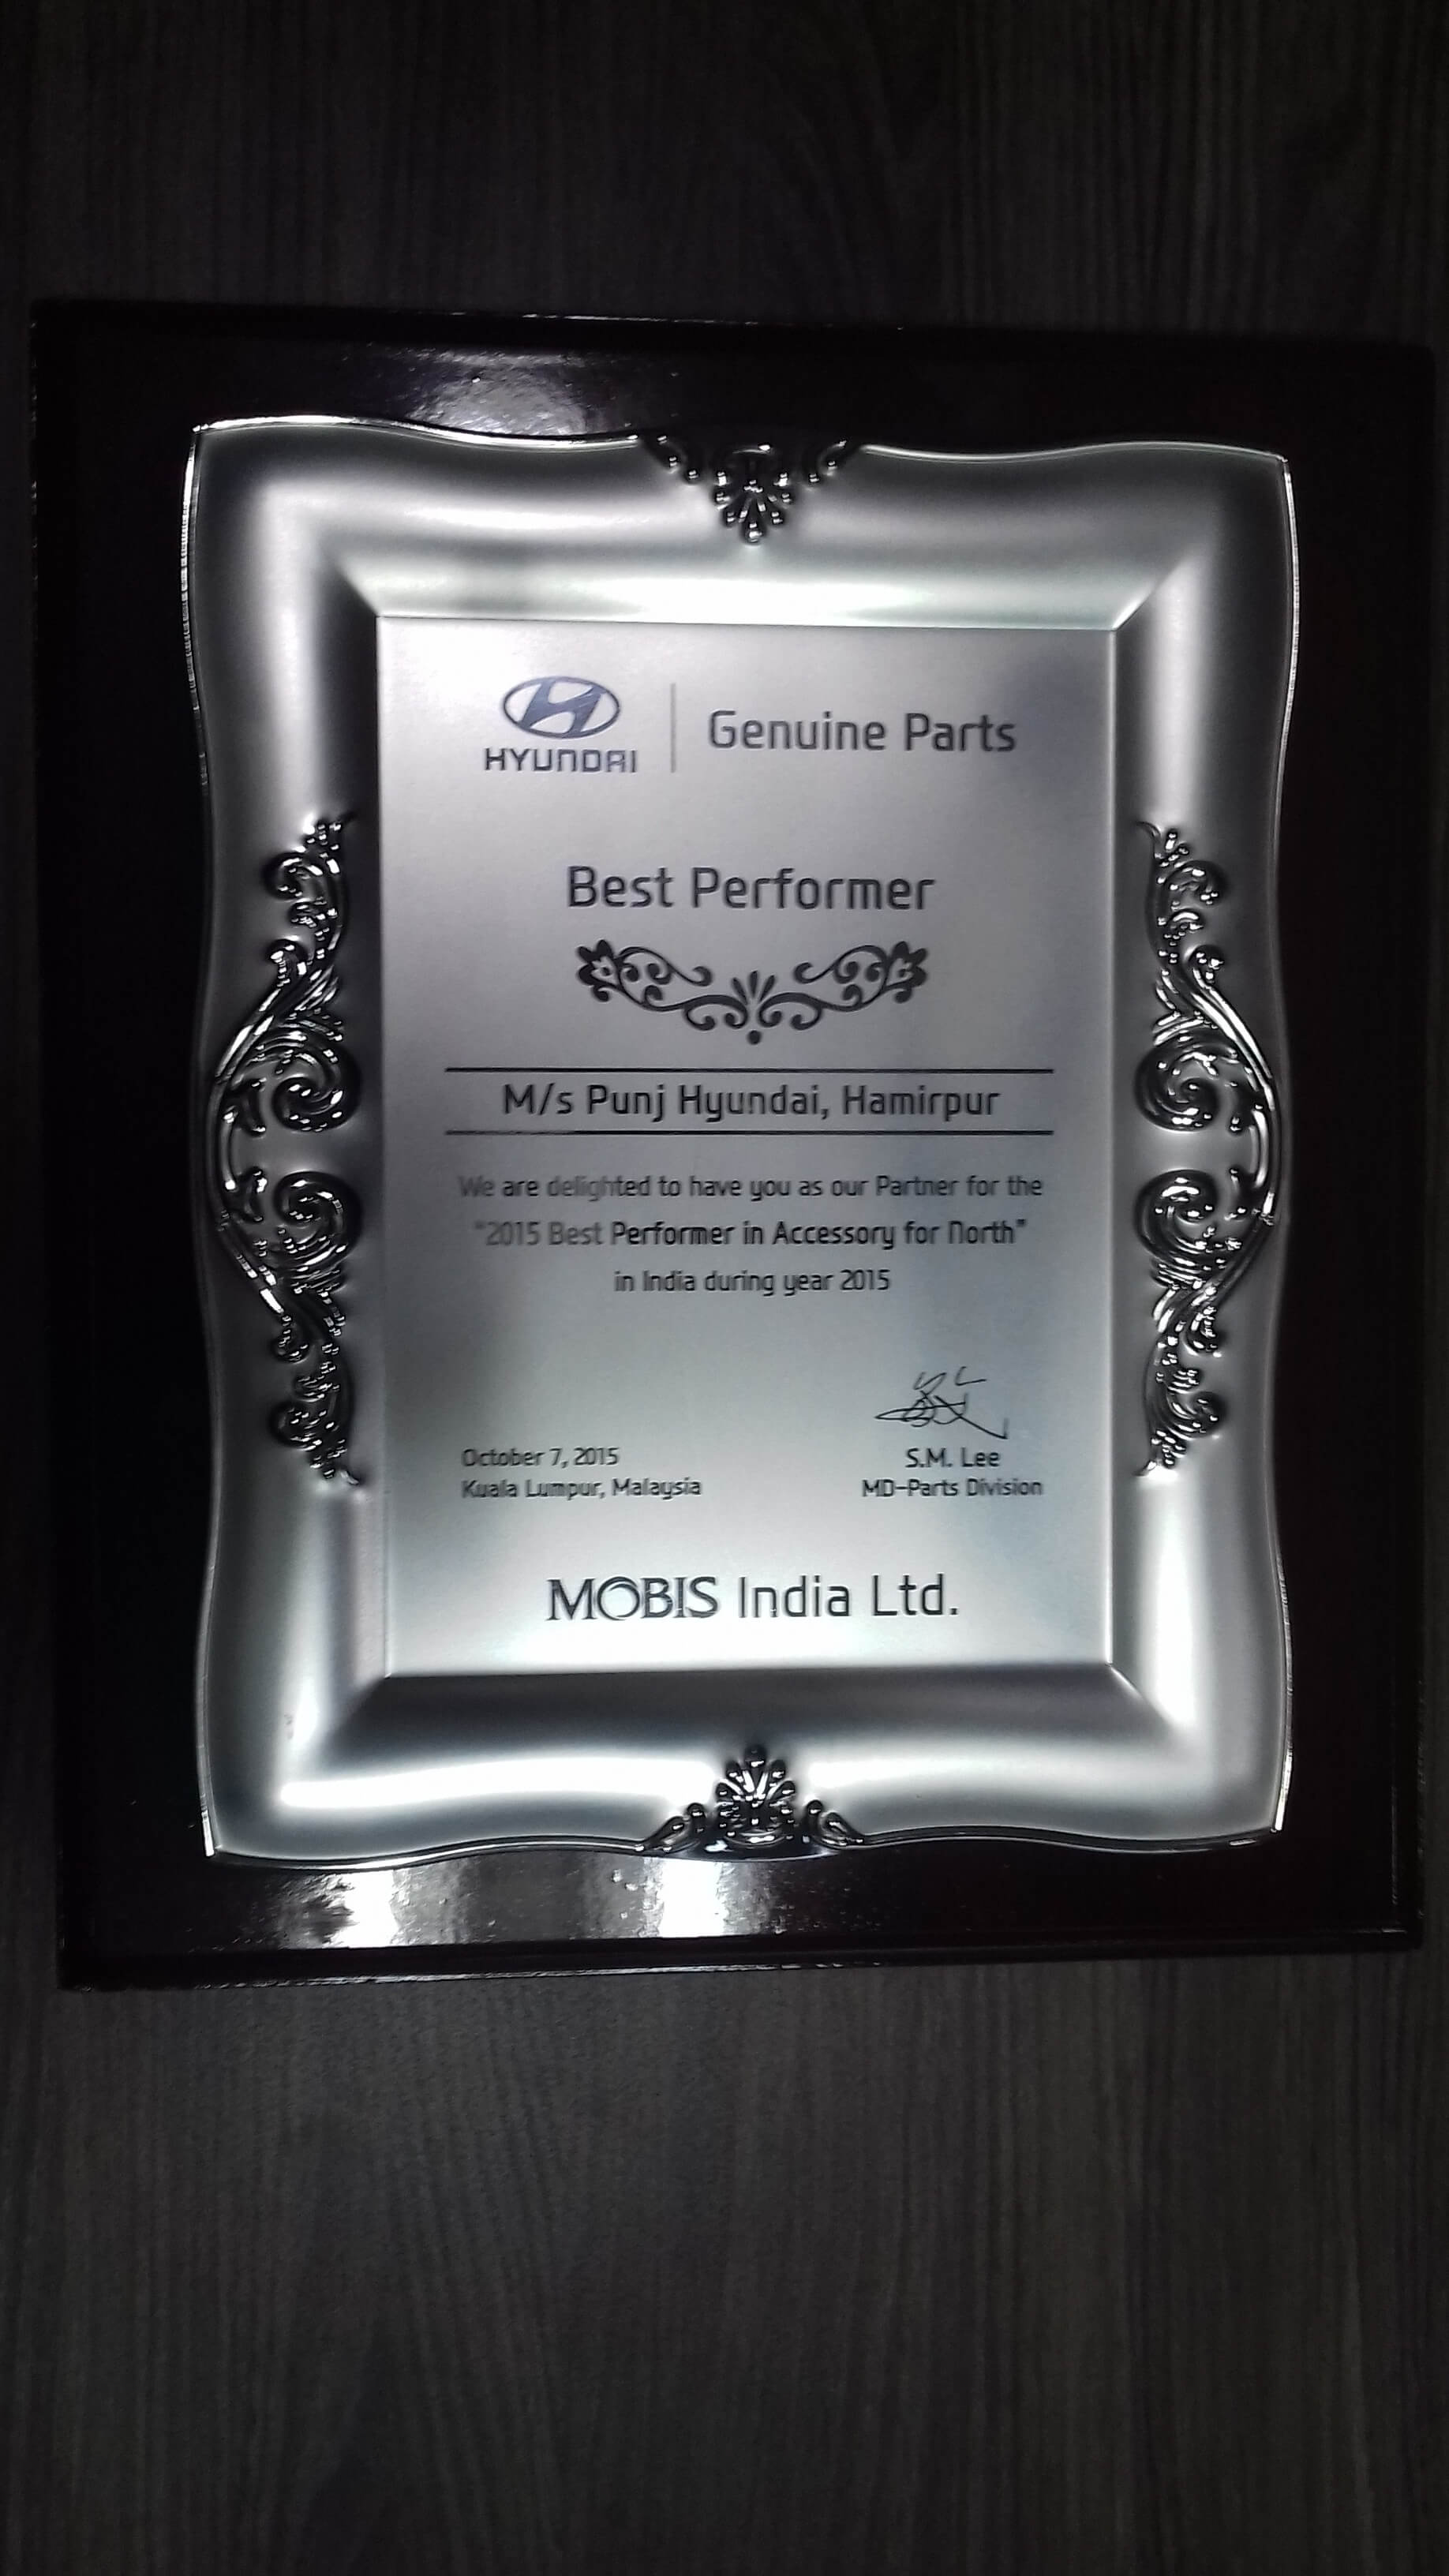 HYUNDAI | Genuine Parts
Best Performer
M/s Punj Hyundai, Hamirpur
We are delighted to have you as our Partner for the
"2015 Best Performer in Accessory for North"
in India during year 2015
October 7, 2015
Kuala Lumpur, Malaysia
S.M. Lee
MD-Parts Division
MOBIS India Ltd.